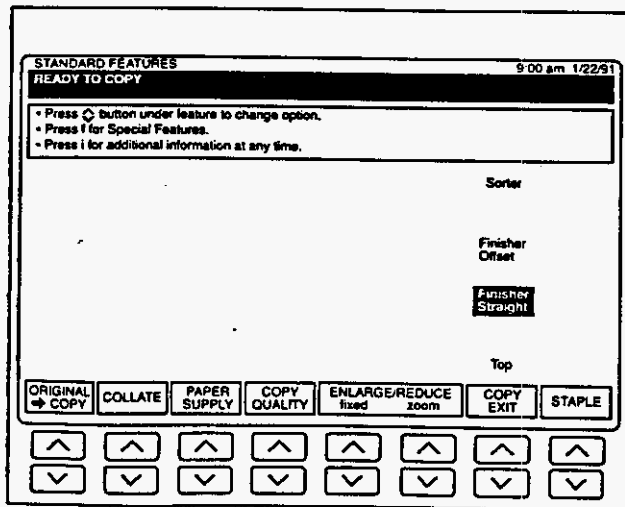 STANDARD FEATURES 9:00 am 1/22/91
READY TO COPY
• Press button under feature to change option.
• Press f for Special Features.
• Press i for additional information at any time.
Sorter
Finisher
Offset
Finisher
Straight
Top
ORIGINAL
➡ COPY
COLLATE
PAPER
SUPPLY
COPY
QUALITY
ENLARGE/REDUCE
fixed zoom
COPY
EXIT
STAPLE